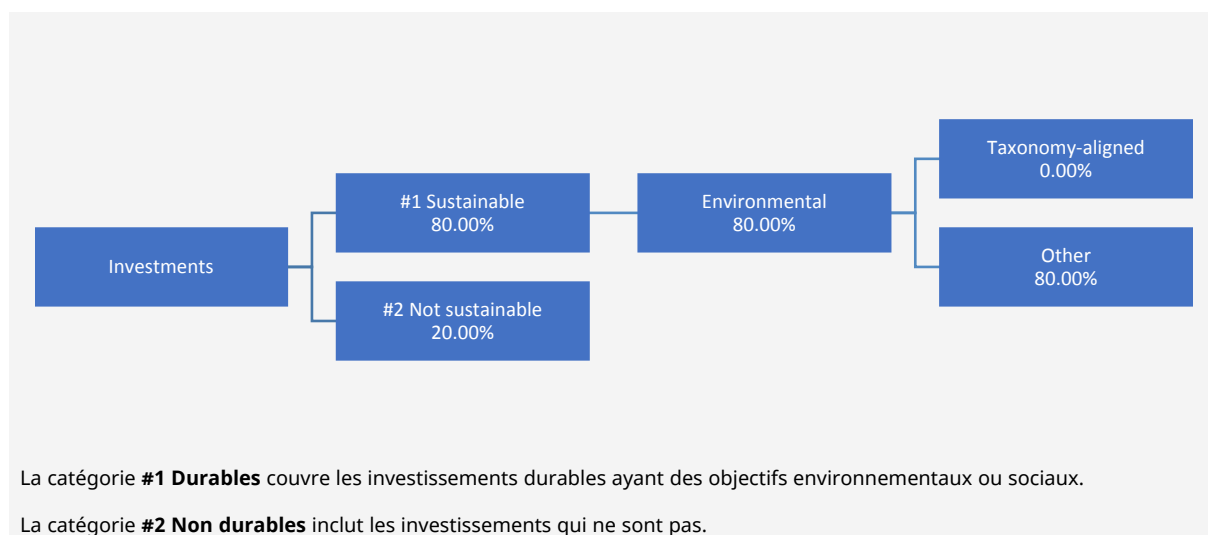 Taxonomy-aligned
0.00%
#1 Sustainable
80.00%
Environmental
80.00%
Investments
Other
80.00%
#2 Not sustainable
20.00%
La catégorie #1 Durables couvre les investissements durables ayant des objectifs environnementaux ou sociaux.
La catégorie #2 Non durables inclut les investissements qui ne sont pas.